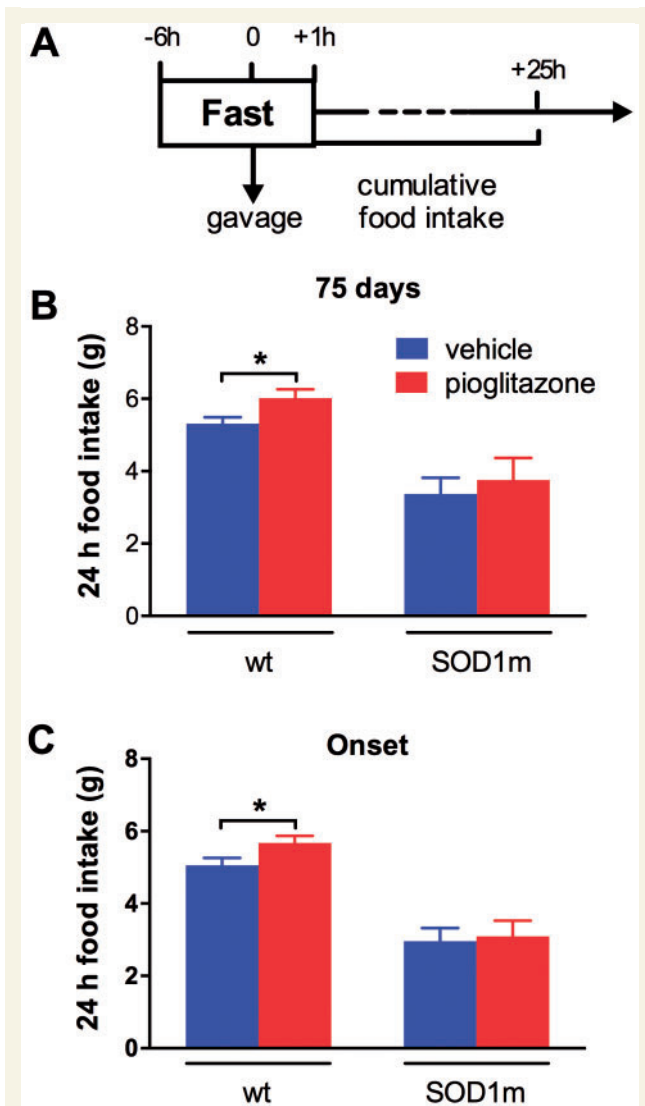 A
-6h 0 +1h
+25h
Fast
gavage
cumulative
food intake
B
75 days
24 h food intake (g)
8
6
4
2
0
*
vehicle
pioglitazone
wt SOD1m
C
Onset
24 h food intake (g)
8
6
4
2
0
*
wt SOD1m